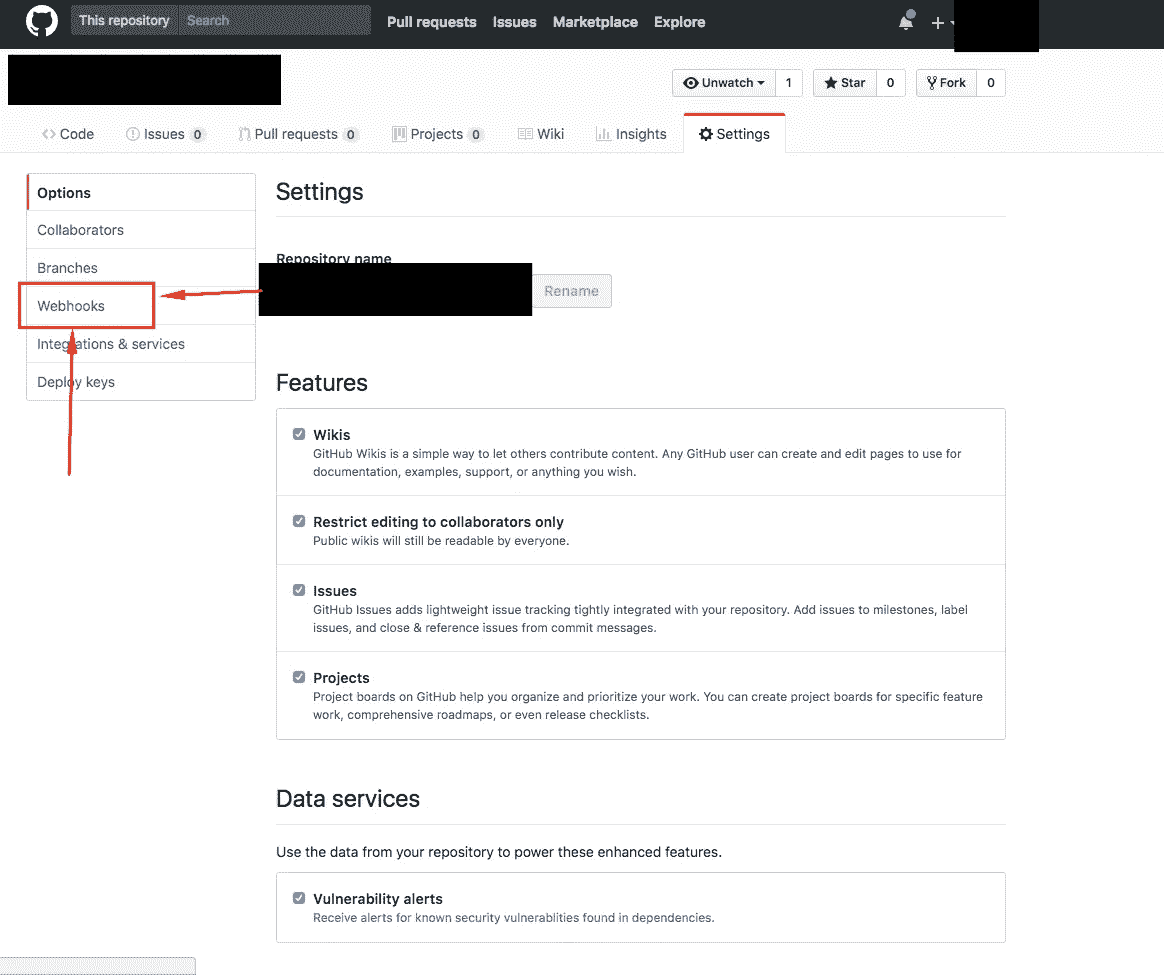 This repository Search Pull requests Issues Marketplace Explore
Unwatch 1 Star 0 Fork 0
Code Issues 0 Pull requests 0 Projects 0 Wiki Insights Settings
Options
Collaborators
Branches
Webhooks
Integrations & services
Deploy keys
Settings
Repository name
Rename
Features
Wikis
GitHub Wikis is a simple way to let others contribute content. Any GitHub user can create and edit pages to use for
documentation, examples, support, or anything you wish.
Restrict editing to collaborators only
Public wikis will still be readable by everyone.
Issues
GitHub Issues adds lightweight issue tracking tightly integrated with your repository. Add issues to milestones, label
issues, and close & reference issues from commit messages.
Projects
Project boards on GitHub help you organize and prioritize your work. You can create project boards for specific feature
work, comprehensive roadmaps, or even release checklists.
Data services
Use the data from your repository to power these enhanced features.
Vulnerability alerts
Receive alerts for known security vulnerablities found in dependencies.